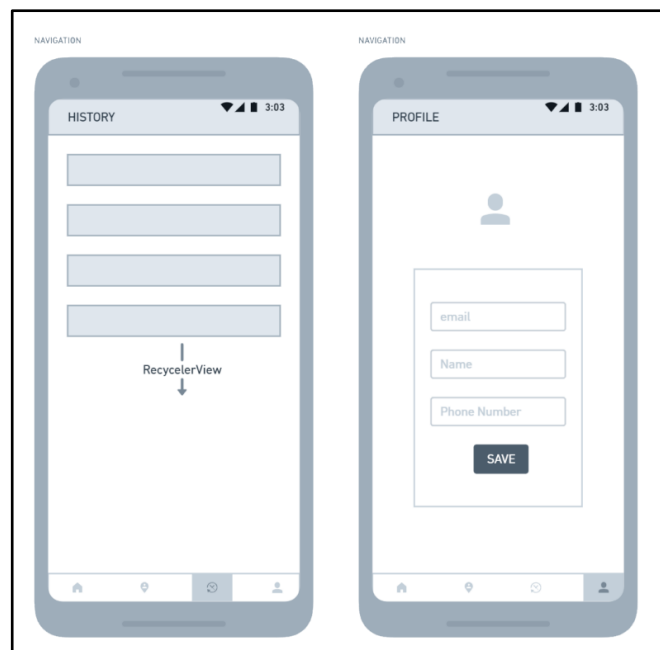 NAVIGATION
HISTORY
3:03
RecycelerView
NAVIGATION
PROFILE
3:03
email
Name
Phone Number
SAVE